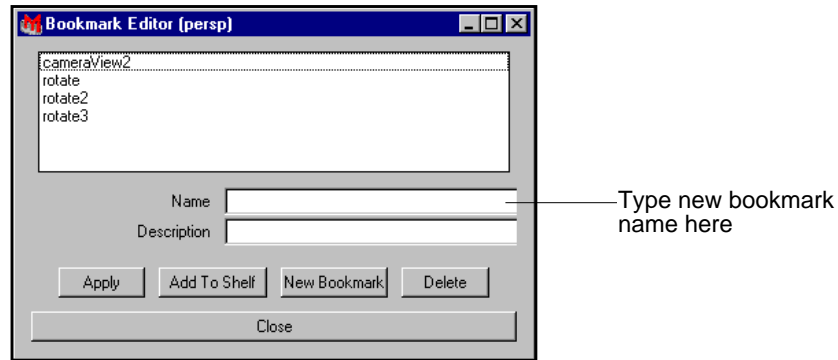 Bookmark Editor (persp)
cameraView2
rotate
rotate2
rotate3
Name
Type new bookmark
name here
Description
Apply Add To Shelf New Bookmark Delete
Close